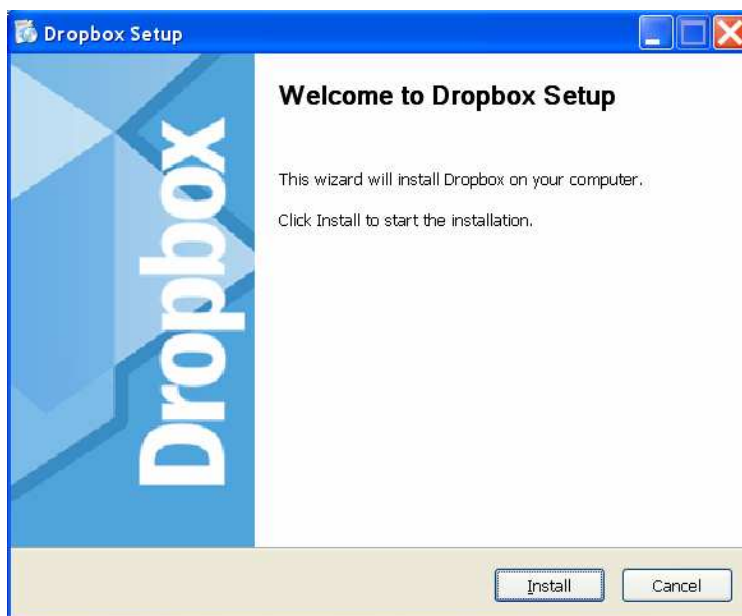 Dropbox Setup
Dropbox
Welcome to Dropbox Setup
This wizard will install Dropbox on your computer.
Click Install to start the installation.
Install
Cancel